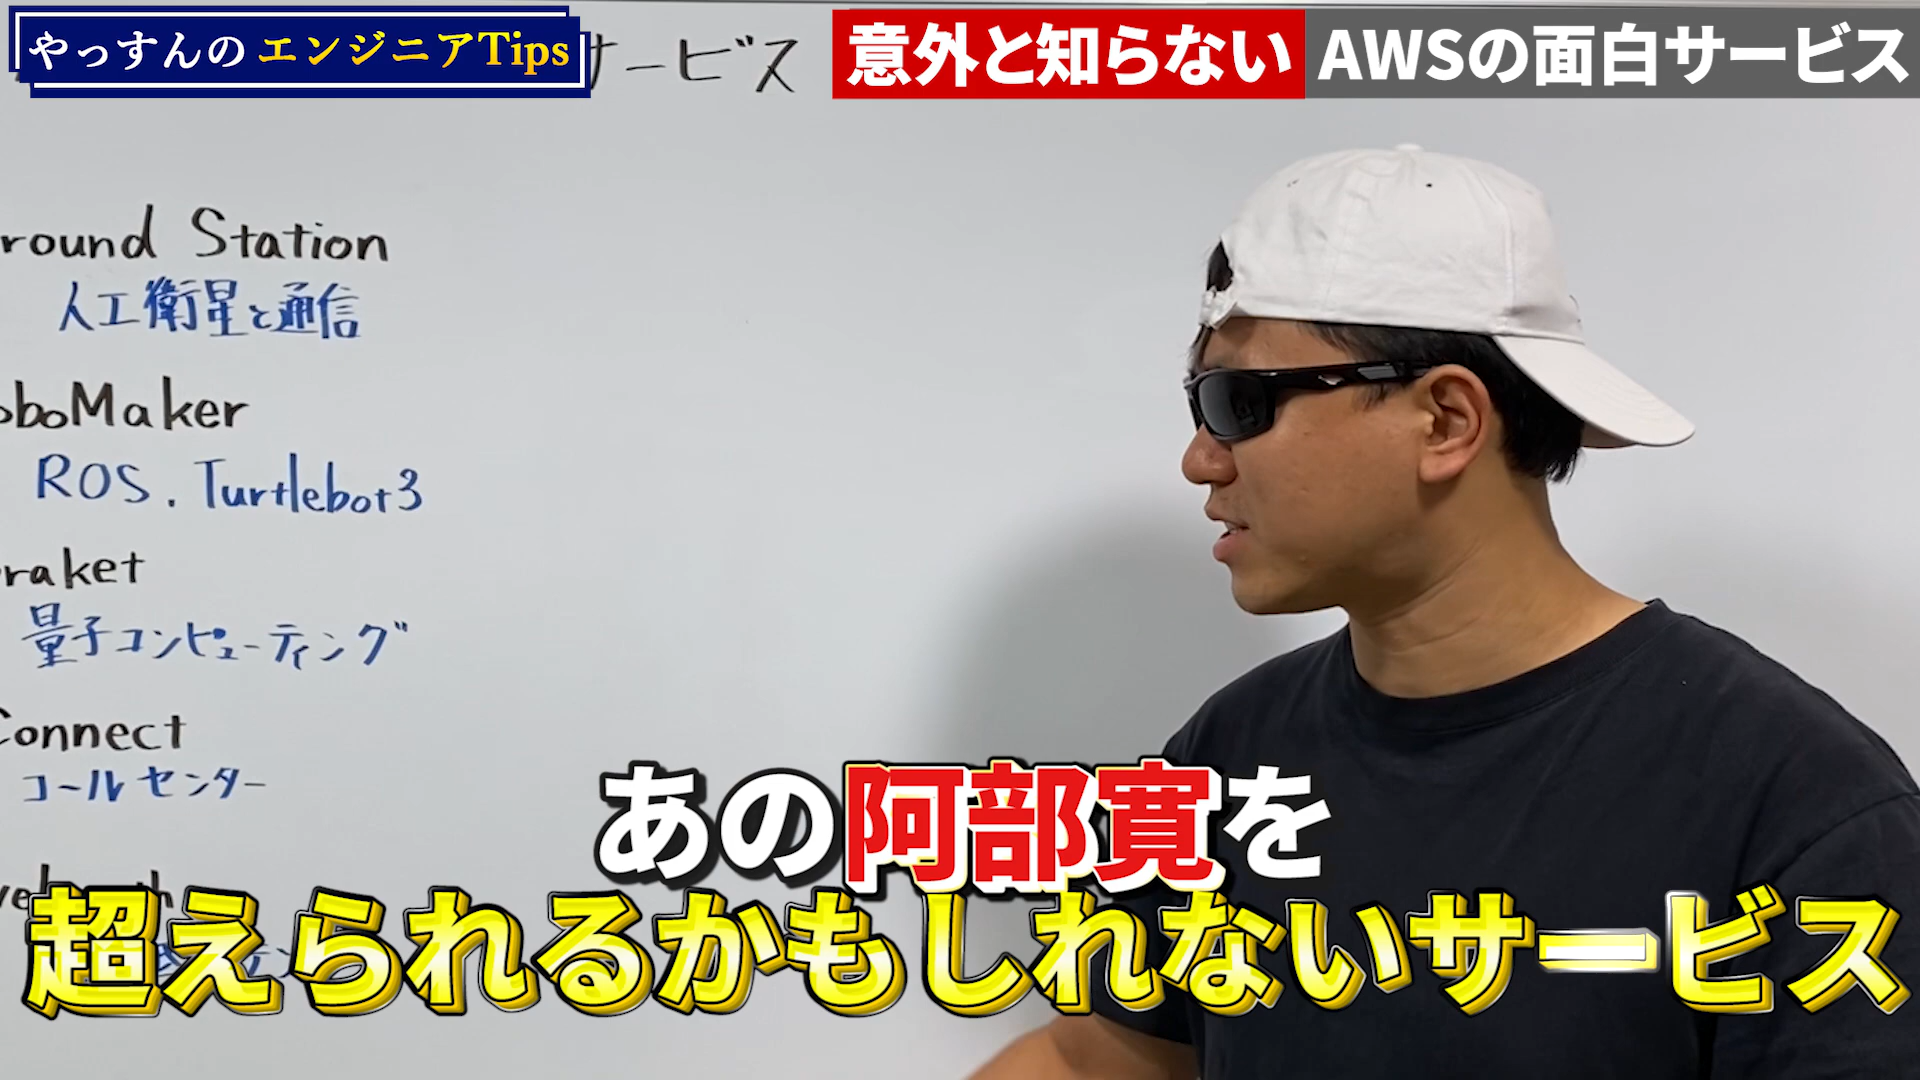 やっすんのエンジニアTips
サービス
意外と知らない AWSの面白サービス
round Station
人工衛星と通信
oboMaker
ROS. Turtlebot3
raket
量子コンピューティング
Connect
コールセンター
あの阿部寛を
超えられるかもしれないサービス